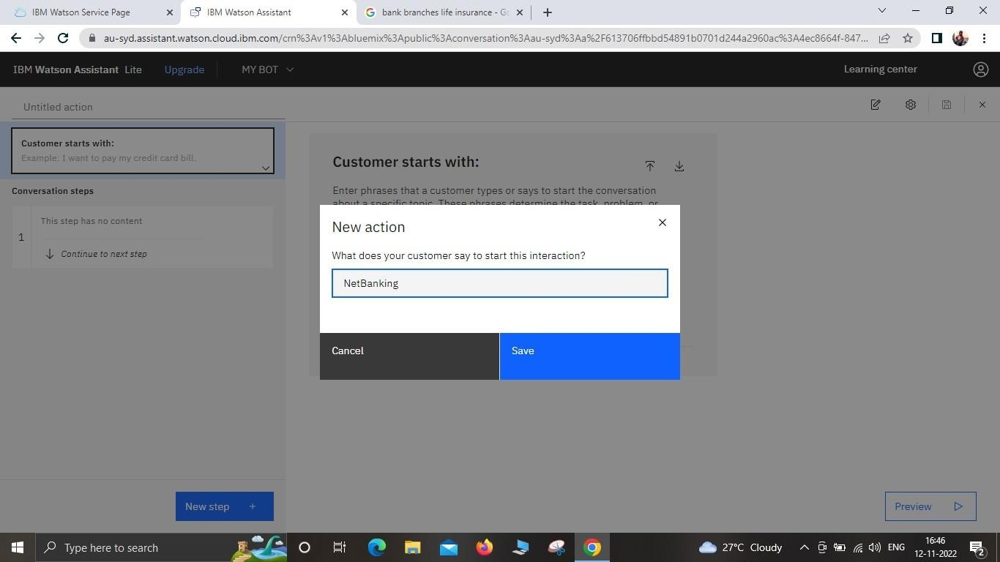 IBM Watson Service Page
IBM Watson Assistant
bank branches life insurance - Go
au-syd.assistant.watson.cloud.ibm.com/crn%3Av1%3Abluemix%3Apublic%3Aconversation%3Aau-syd%3Aa%2F613706ffbbd54891b0701d244a2960ac%3A4ec8664f-847...
IBM Watson Assistant Lite Upgrade MY BOT Learning center
Untitled action
Customer starts with:
Example: I want to pay my credit card bill.
Conversation steps
1
This step has no content
Continue to next step
New step +
Customer starts with:
Enter phrases that a customer types or says to start the conversation
about a specific topic. These phrases determine the task, problem, or
New action
What does your customer say to start this interaction?
NetBanking
Cancel
Save
Preview
Type here to search
27°C Cloudy
ENG
16:46
12-11-2022
2